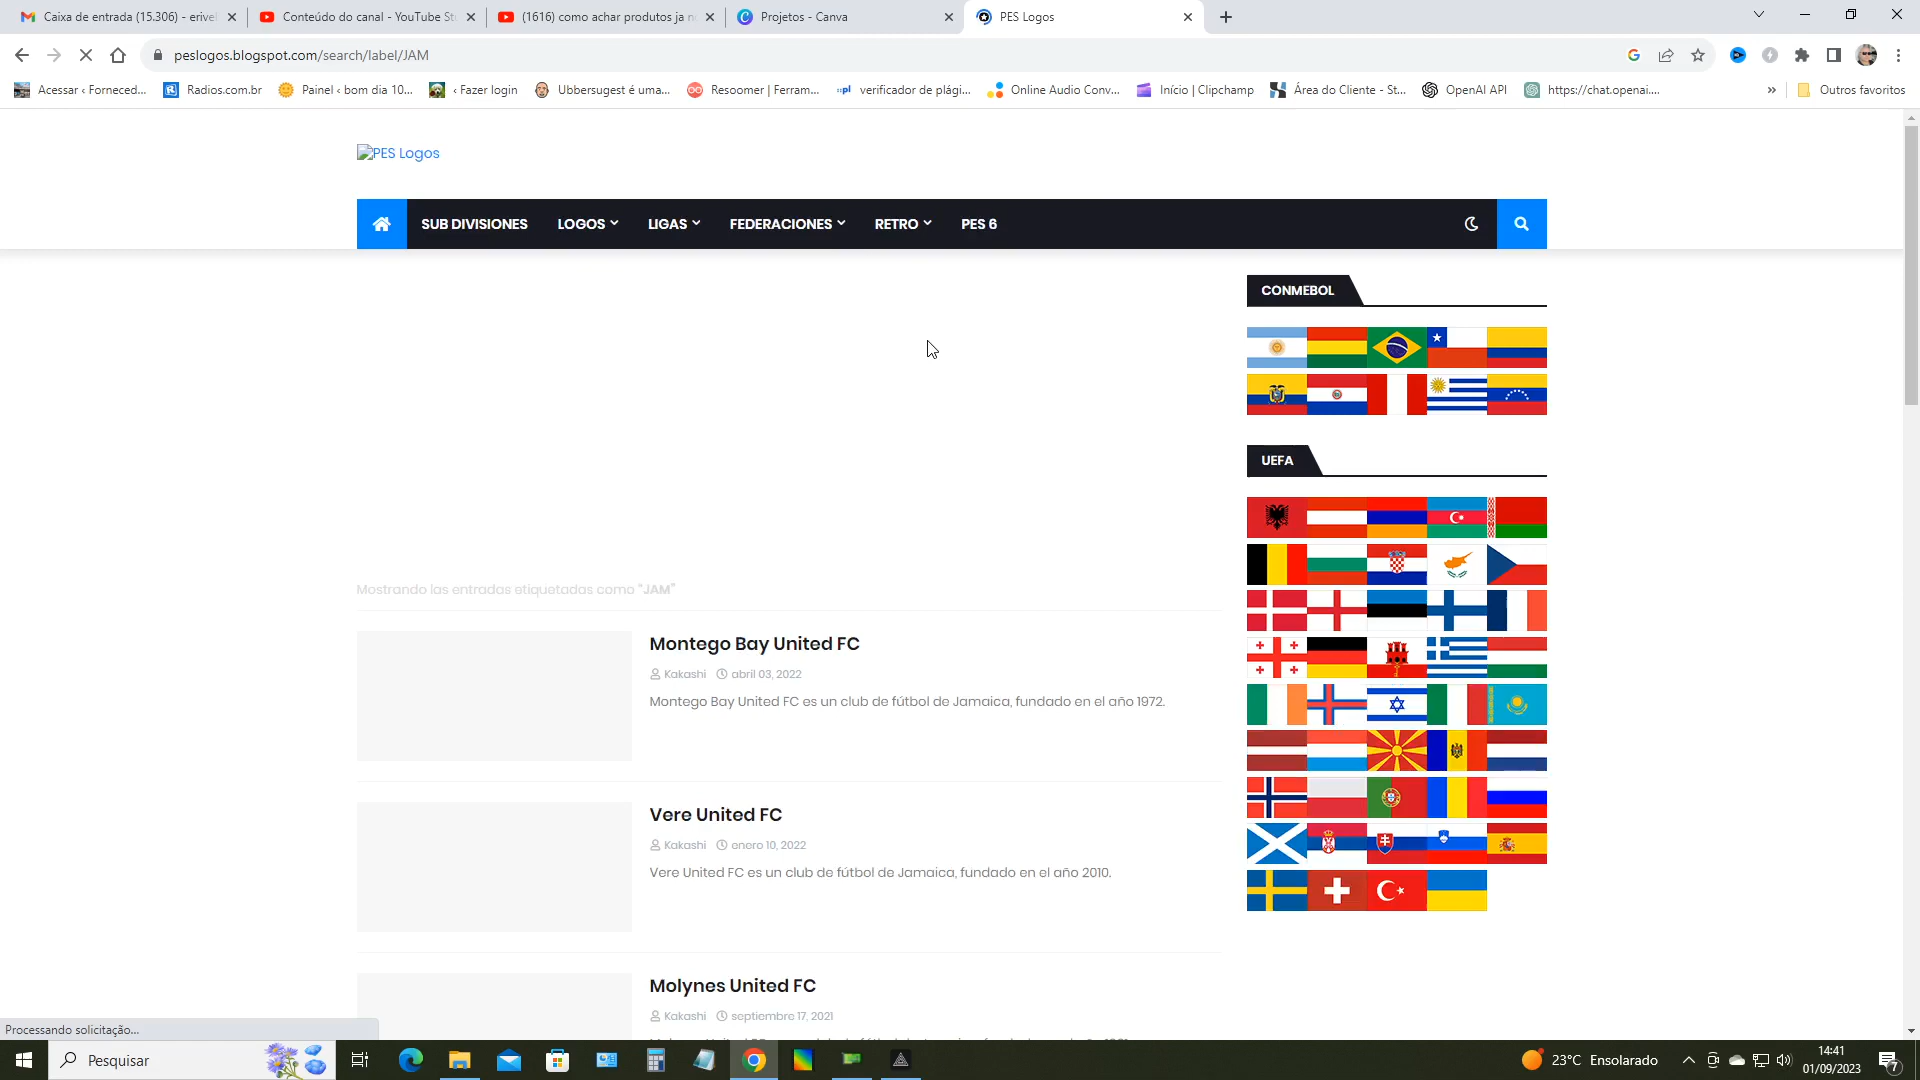 Caixa de entrada (15.306) - erivel
Conteúdo do canal - YouTube St
(1616) como achar produtos ja n
Projetos - Canva
PES Logos
peslogos.blogspot.com/search/label/JAM
Acessar ‹ Forneced...
Radios.com.br
Painel ‹ bom dia 10...
‹ Fazer login
Ubbersugest é uma...
Resoomer | Ferram...
verificador de plági...
Online Audio Conv...
Início | Clipchamp
Área do Cliente - St...
OpenAI API
https://chat.openai....
»
Outros favoritos
PES Logos
SUB DIVISIONES
LOGOS
LIGAS
FEDERACIONES
RETRO
PES 6
CONMEBOL
UEFA
Mostrando las entradas etiquetadas como "JAM"
Montego Bay United FC
Kakashi abril 03, 2022
Montego Bay United FC es un club de fútbol de Jamaica, fundado en el año 1972.
Vere United FC
Kakashi enero 10, 2022
Vere United FC es un club de fútbol de Jamaica, fundado en el año 2010.
Molynes United FC
Kakashi septiembre 17, 2021
Processando solicitação...
Pesquisar
23°C Ensolarado
14:41
01/09/2023
7